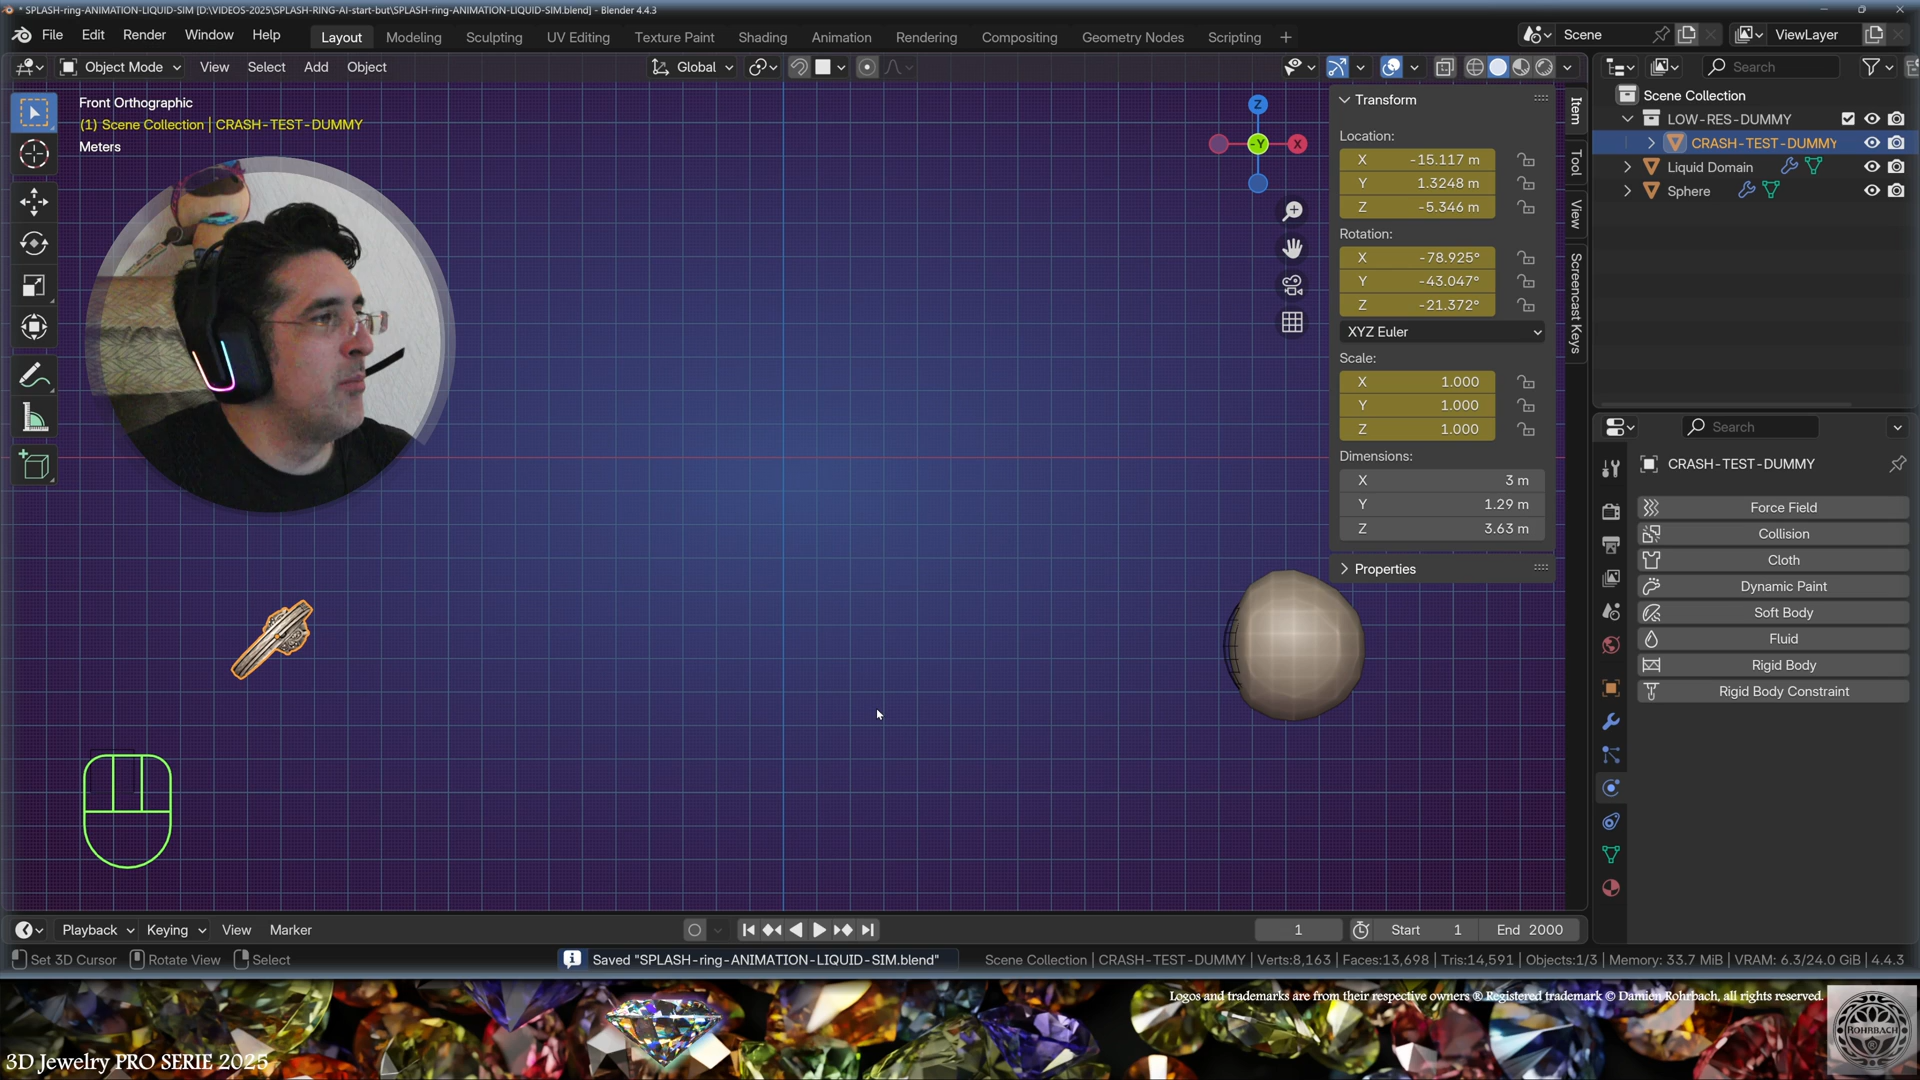 * SPLASH-ring-ANIMATION-LIQUID-SIM [D:\VIDEOS-2025\SPLASH-RING-AI-start-but\SPLASH-ring-ANIMATION-LIQUID-SIM.blend] - Blender 4.4.3
File Edit Render Window Help
Layout Modeling Sculpting UV Editing Texture Paint Shading Animation Rendering Compositing Geometry Nodes Scripting +
Scene
ViewLayer
Object Mode View Select Add Object
Global
Search
Front Orthographic
(1) Scene Collection | CRASH-TEST-DUMMY
Meters
Z
-Y
X
Transform
Location:
X -15.117 m
Y 1.3248 m
Z -5.346 m
Rotation:
X -78.925°
Y -43.047°
Z -21.372°
XYZ Euler
Scale:
X 1.000
Y 1.000
Z 1.000
Dimensions:
X 3 m
Y 1.29 m
Z 3.63 m
Properties
Item
Tool
View
Screencast Keys
Scene Collection
LOW-RES-DUMMY
CRASH-TEST-DUMMY
Liquid Domain
Sphere
Search
CRASH-TEST-DUMMY
Force Field
Collision
Cloth
Dynamic Paint
Soft Body
Fluid
Rigid Body
Rigid Body Constraint
Playback Keying View Marker
1
Start 1
End 2000
Set 3D Cursor Rotate View Select
Saved "SPLASH-ring-ANIMATION-LIQUID-SIM.blend"
Scene Collection | CRASH-TEST-DUMMY | Verts:8,163 | Faces:13,698 | Tris:14,591 | Objects:1/3 | Memory: 33.7 MiB | VRAM: 6.3/24.0 GiB | 4.4.3
Logos and trademarks are from their respective owners ® Registered trademark © Damien Rohrbach, all rights reserved.
ROHRBACH
3D Jewelry PRO SERIE 2025